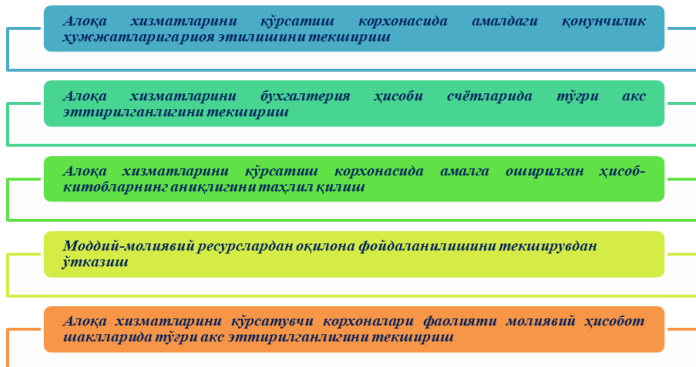 Алоқа хизматларини кўрсатиш корхонасида амалдаги қонунчилик
ҳужжатларига риоя этилишини текшириш
Алоқа хизматларини бухгалтерия ҳисоби счётларида тўғри акс
эттирилганлигини текшириш
Алоқа хизматларини кўрсатиш корхонасида амалга оширилган ҳисоб-
китобларнинг аниқлигини таҳлил қилиш
Моддий-молиявий ресурслардан оқилона фойдаланилишини текширувдан
ўтказиш
Алоқа хизматларини кўрсатувчи корхоналари фаолияти молиявий ҳисобот
шаклларида тўғри акс эттирилганлигини текшириш